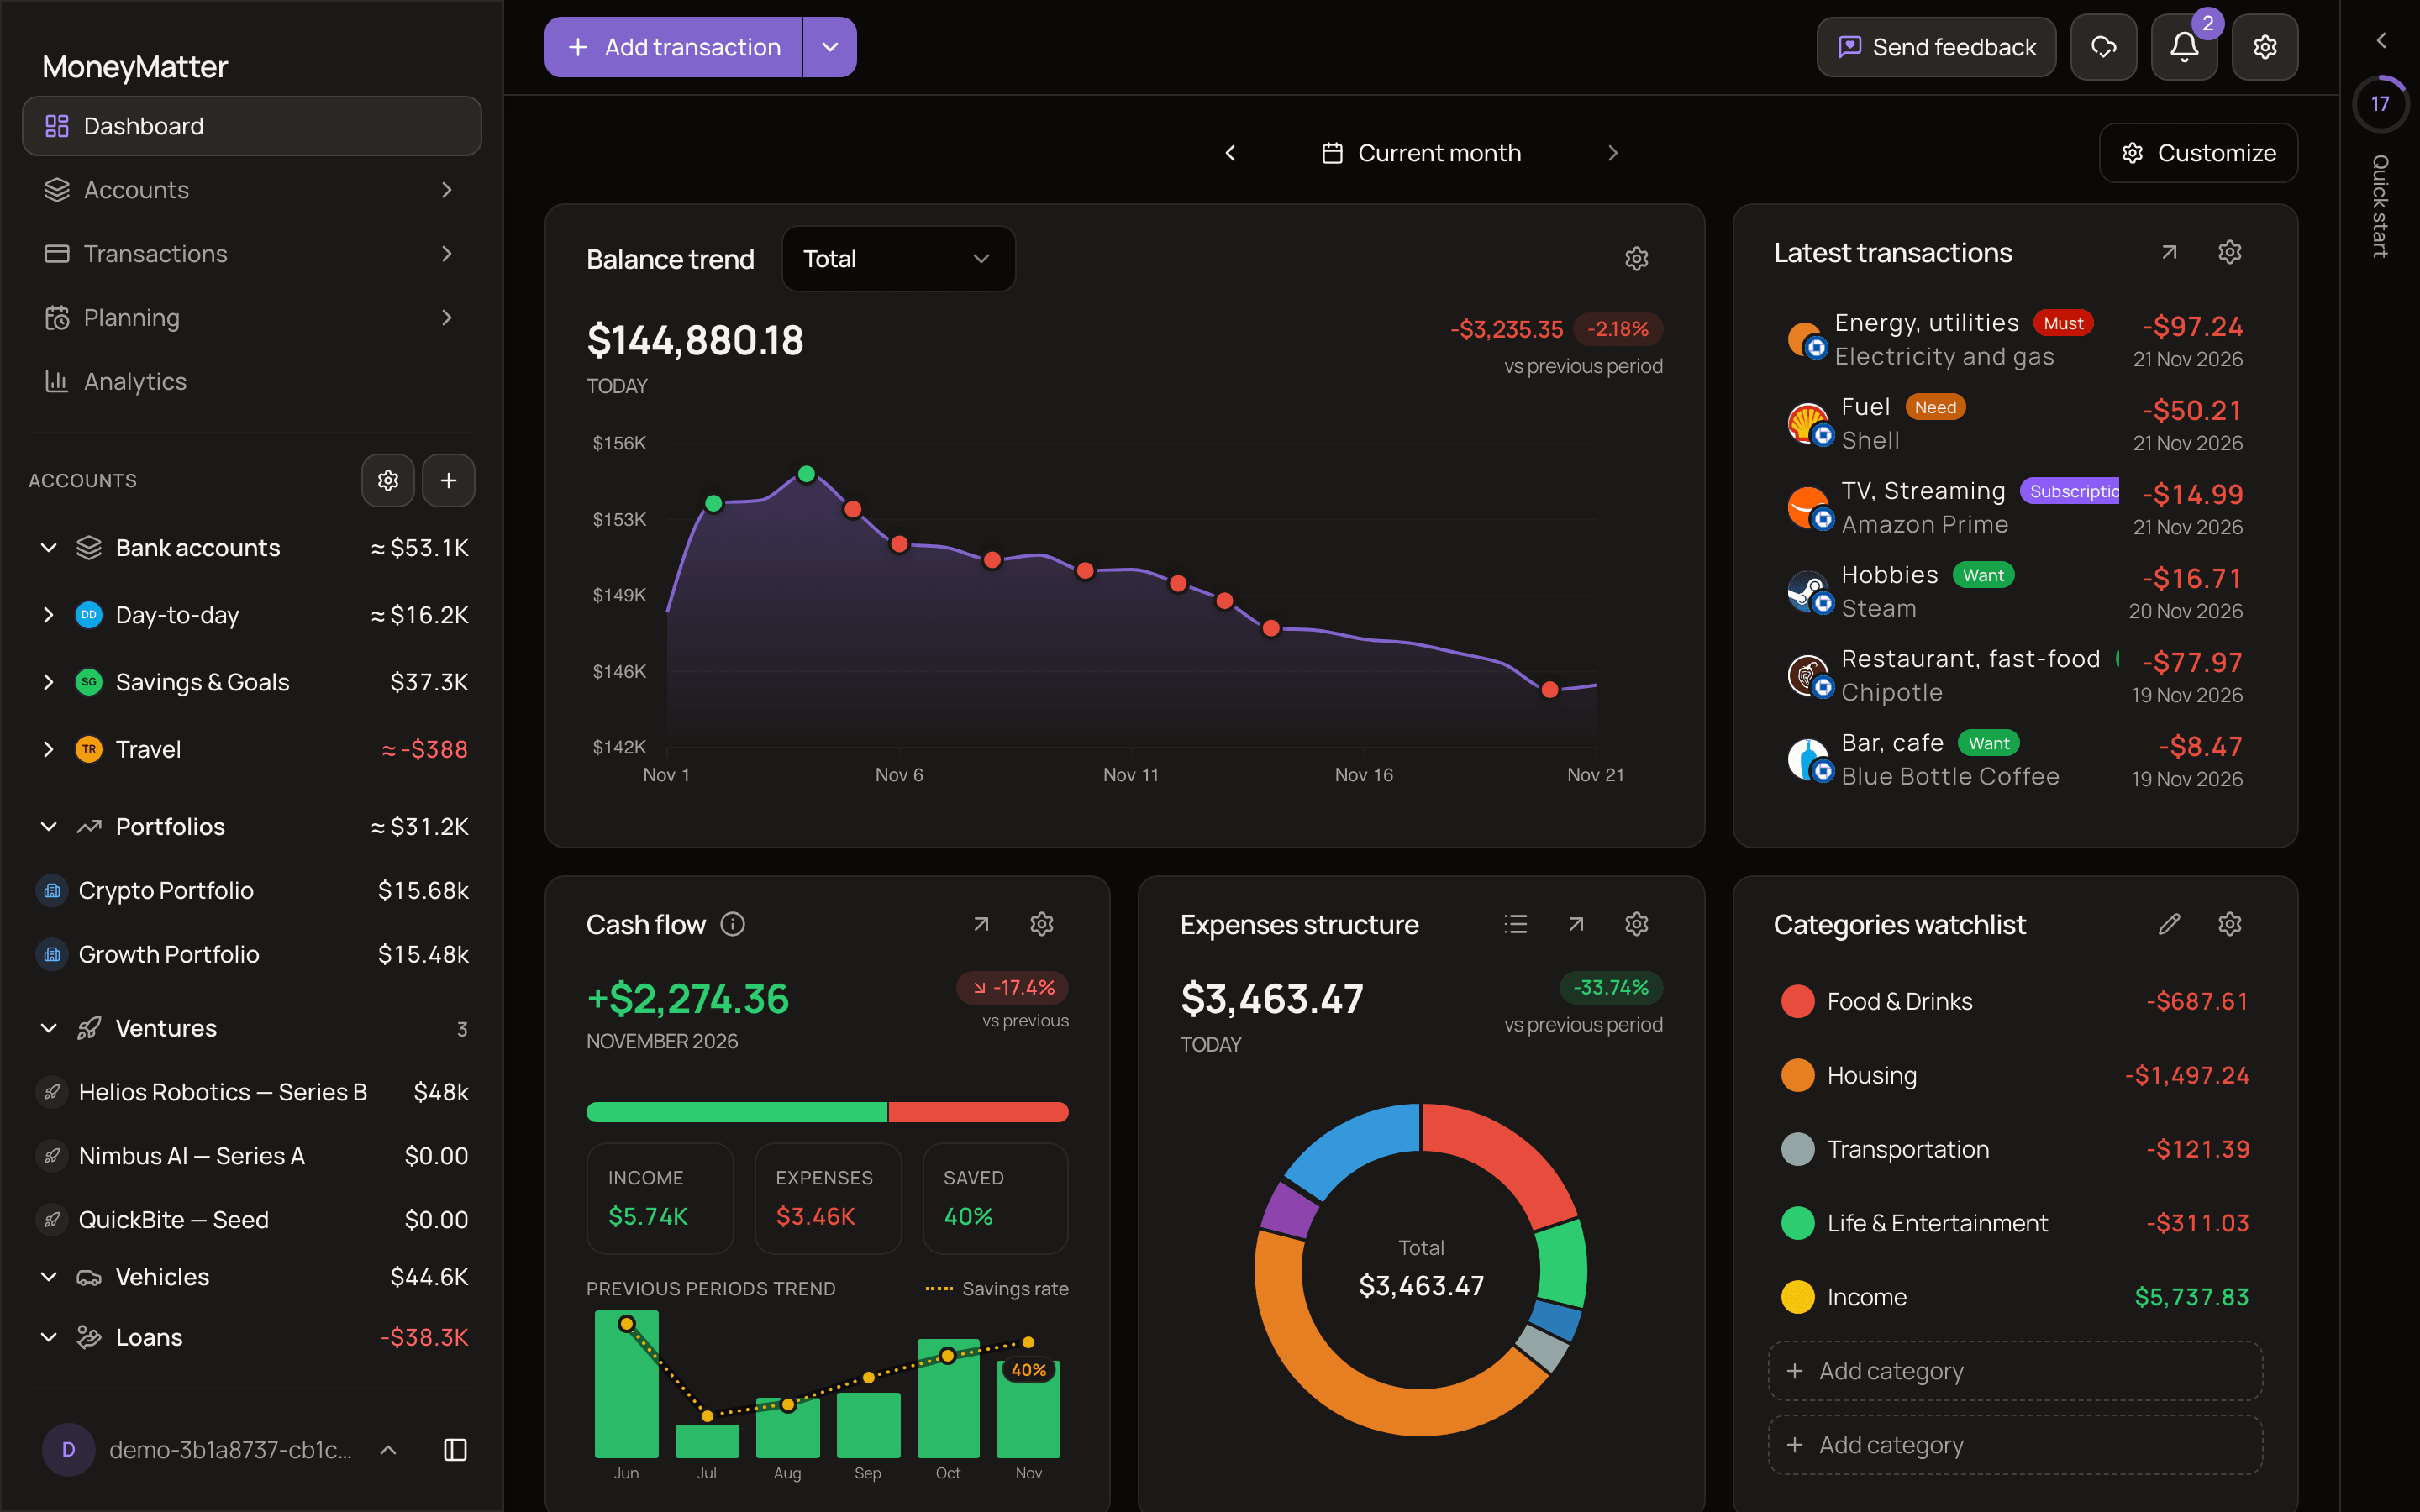 MoneyMatter
Dashboard
Accounts
Transactions
Planning
Analytics
ACCOUNTS
Bank accounts ≈ $53.1K
DD Day-to-day ≈ $16.2K
SG Savings & Goals $37.3K
TR Travel ≈ -$388
Portfolios ≈ $31.2K
Crypto Portfolio $15.68k
Growth Portfolio $15.48k
Ventures 3
Helios Robotics — Series B $48k
Nimbus AI — Series A $0.00
QuickBite — Seed $0.00
Vehicles $44.6K
Loans -$38.3K
D demo-3b1a8737-cb1c...
Add transaction
Send feedback
2
17
Quick start
Current month
Customize
Balance trend
Total
$144,880.18
TODAY
-$3,235.35 -2.18%
vs previous period
$156K
$153K
$149K
$146K
$142K
Nov 1 Nov 6 Nov 11 Nov 16 Nov 21
Latest transactions
Energy, utilities Must -$97.24
Electricity and gas 21 Nov 2026
Fuel Need -$50.21
Shell 21 Nov 2026
TV, Streaming Subscriptio -$14.99
Amazon Prime 21 Nov 2026
Hobbies Want -$16.71
Steam 20 Nov 2026
Restaurant, fast-food -$77.97
Chipotle 19 Nov 2026
Bar, cafe Want -$8.47
Blue Bottle Coffee 19 Nov 2026
Cash flow
+$2,274.36
NOVEMBER 2026
-17.4%
vs previous
INCOME
$5.74K
EXPENSES
$3.46K
SAVED
40%
PREVIOUS PERIODS TREND
Savings rate
40%
Jun Jul Aug Sep Oct Nov
Expenses structure
$3,463.47
TODAY
-33.74%
vs previous period
Total
$3,463.47
Categories watchlist
Food & Drinks -$687.61
Housing -$1,497.24
Transportation -$121.39
Life & Entertainment -$311.03
Income $5,737.83
Add category
Add category